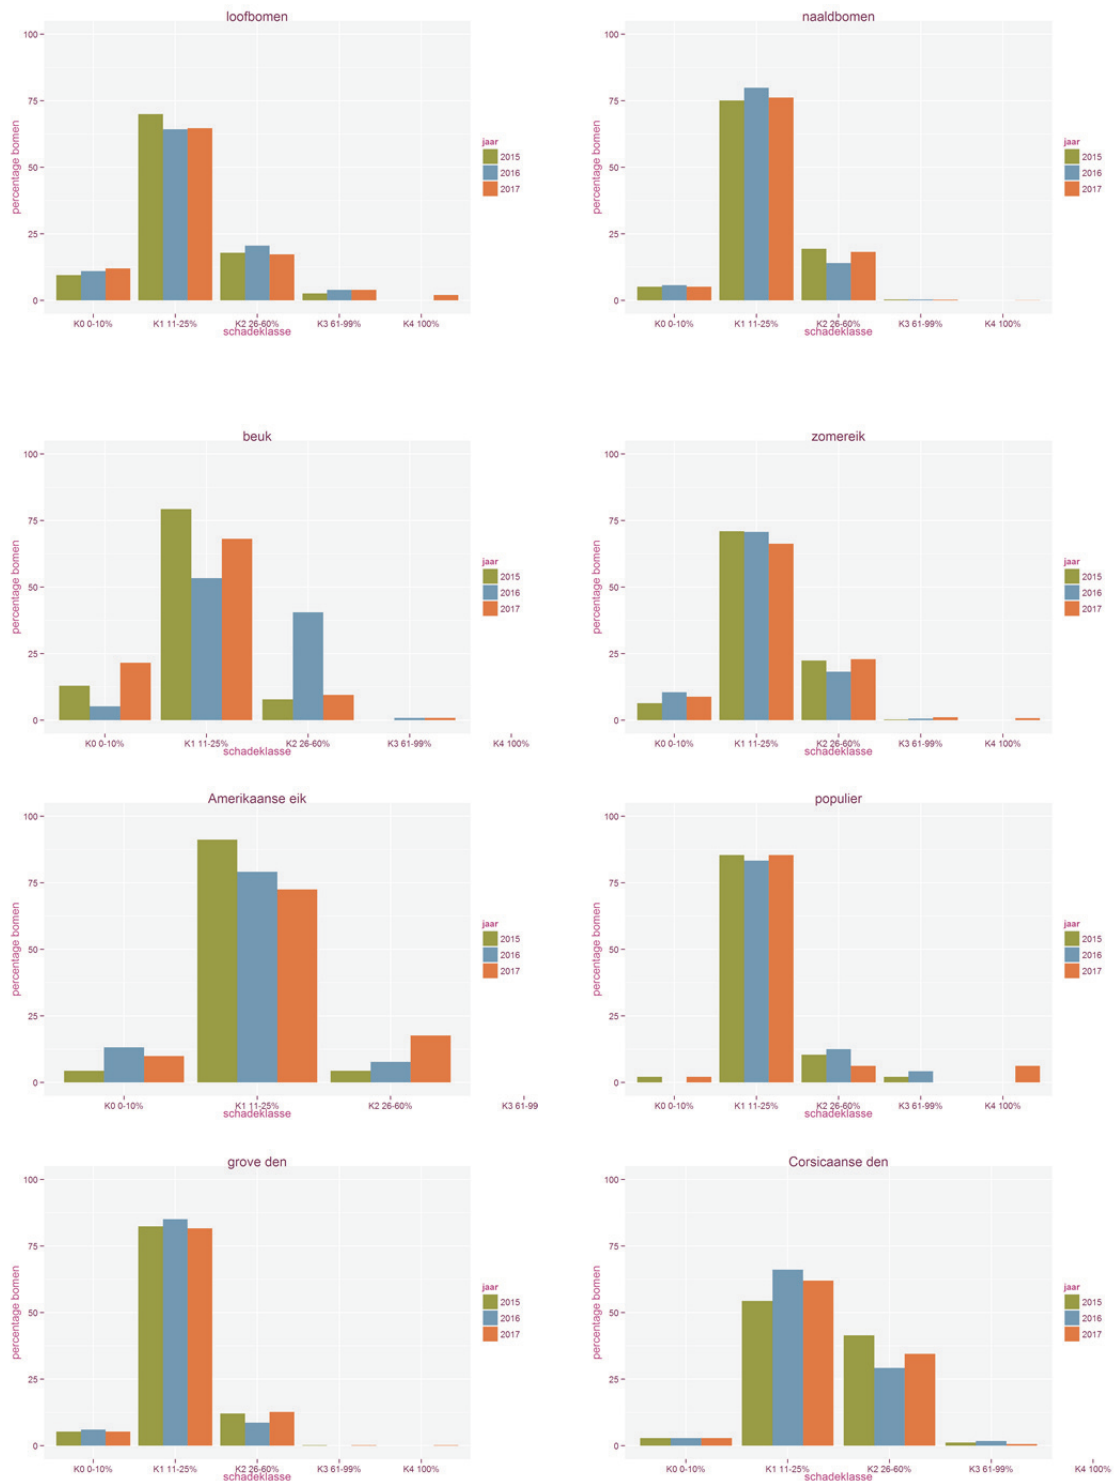 loofbomen
100
75
50
25
0
percentage bomen
K0 0-10%
K1 11-25%
K2 26-60%
K3 61-99%
K4 100%
schadeklasse
jaar
2015
2016
2017
naaldbomen
100
75
50
25
0
percentage bomen
K0 0-10%
K1 11-25%
K2 26-60%
K3 61-99%
K4 100%
schadeklasse
jaar
2015
2016
2017
beuk
100
75
50
25
0
percentage bomen
K0 0-10%
K1 11-25%
K2 26-60%
K3 61-99%
K4 100%
schadeklasse
jaar
2015
2016
2017
zomereik
100
75
50
25
0
percentage bomen
K0 0-10%
K1 11-25%
K2 26-60%
K3 61-99%
K4 100%
schadeklasse
jaar
2015
2016
2017
Amerikaanse eik
100
75
50
25
0
percentage bomen
K0 0-10%
K1 11-25%
K2 26-60%
K3 61-99
schadeklasse
jaar
2015
2016
2017
populier
100
75
50
25
0
percentage bomen
K0 0-10%
K1 11-25%
K2 26-60%
K3 61-99%
K4 100%
schadeklasse
jaar
2015
2016
2017
grove den
100
75
50
25
0
percentage bomen
K0 0-10%
K1 11-25%
K2 26-60%
K3 61-99%
K4 100%
schadeklasse
jaar
2015
2016
2017
Corsicaanse den
100
75
50
25
0
percentage bomen
K0 0-10%
K1 11-25%
K2 26-60%
K3 61-99%
K4 100%
schadeklasse
jaar
2015
2016
2017